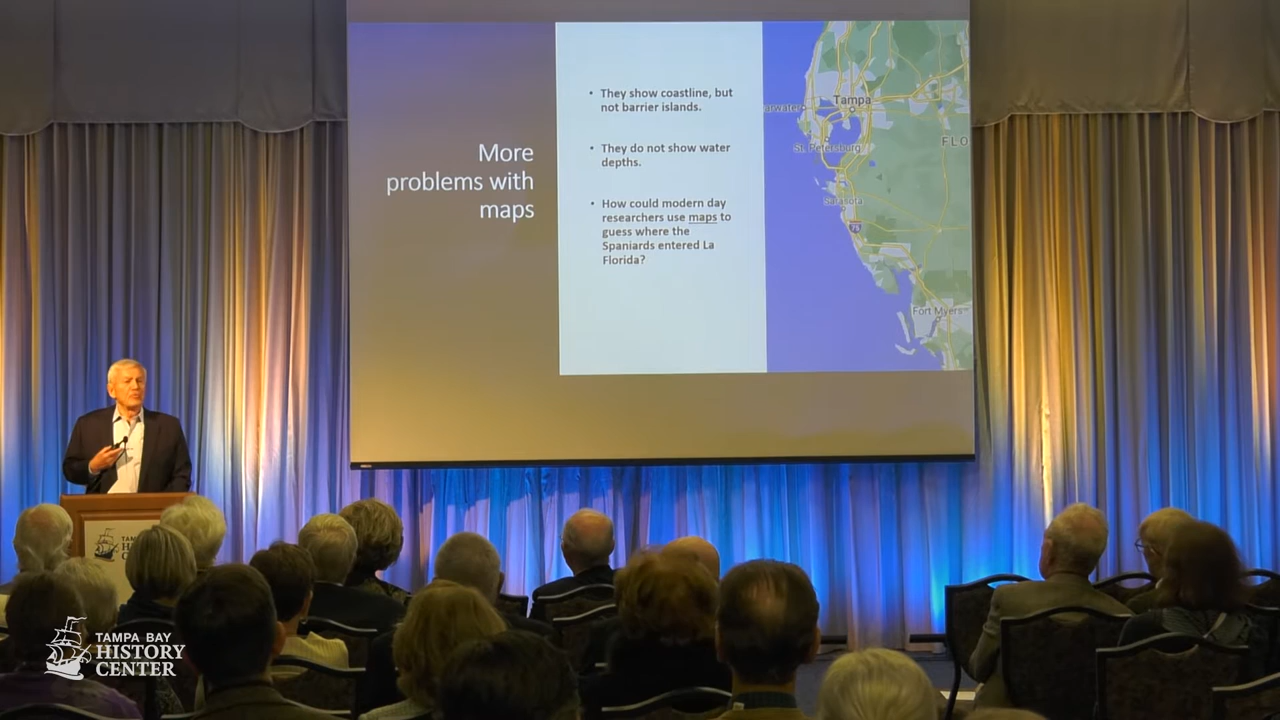 More
problems with
maps
• They show coastline, but
not barrier islands.
• They do not show water
depths.
• How could modern day
researchers use maps to
guess where the
Spaniards entered La
Florida?
Tampa
St. Petersburg
FLO
Sarasota
75
Fort Myers
TAMPA BAY
HISTORY
CENTER